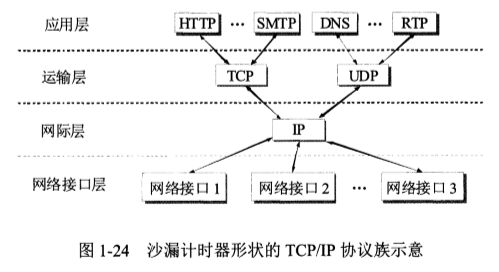 应用层 HTTP … SMTP DNS … RTP
运输层 TCP UDP
网际层 IP
网络接口层 网络接口 1 网络接口 2 … 网络接口 3
图 1-24 沙漏计时器形状的 TCP/IP 协议族示意